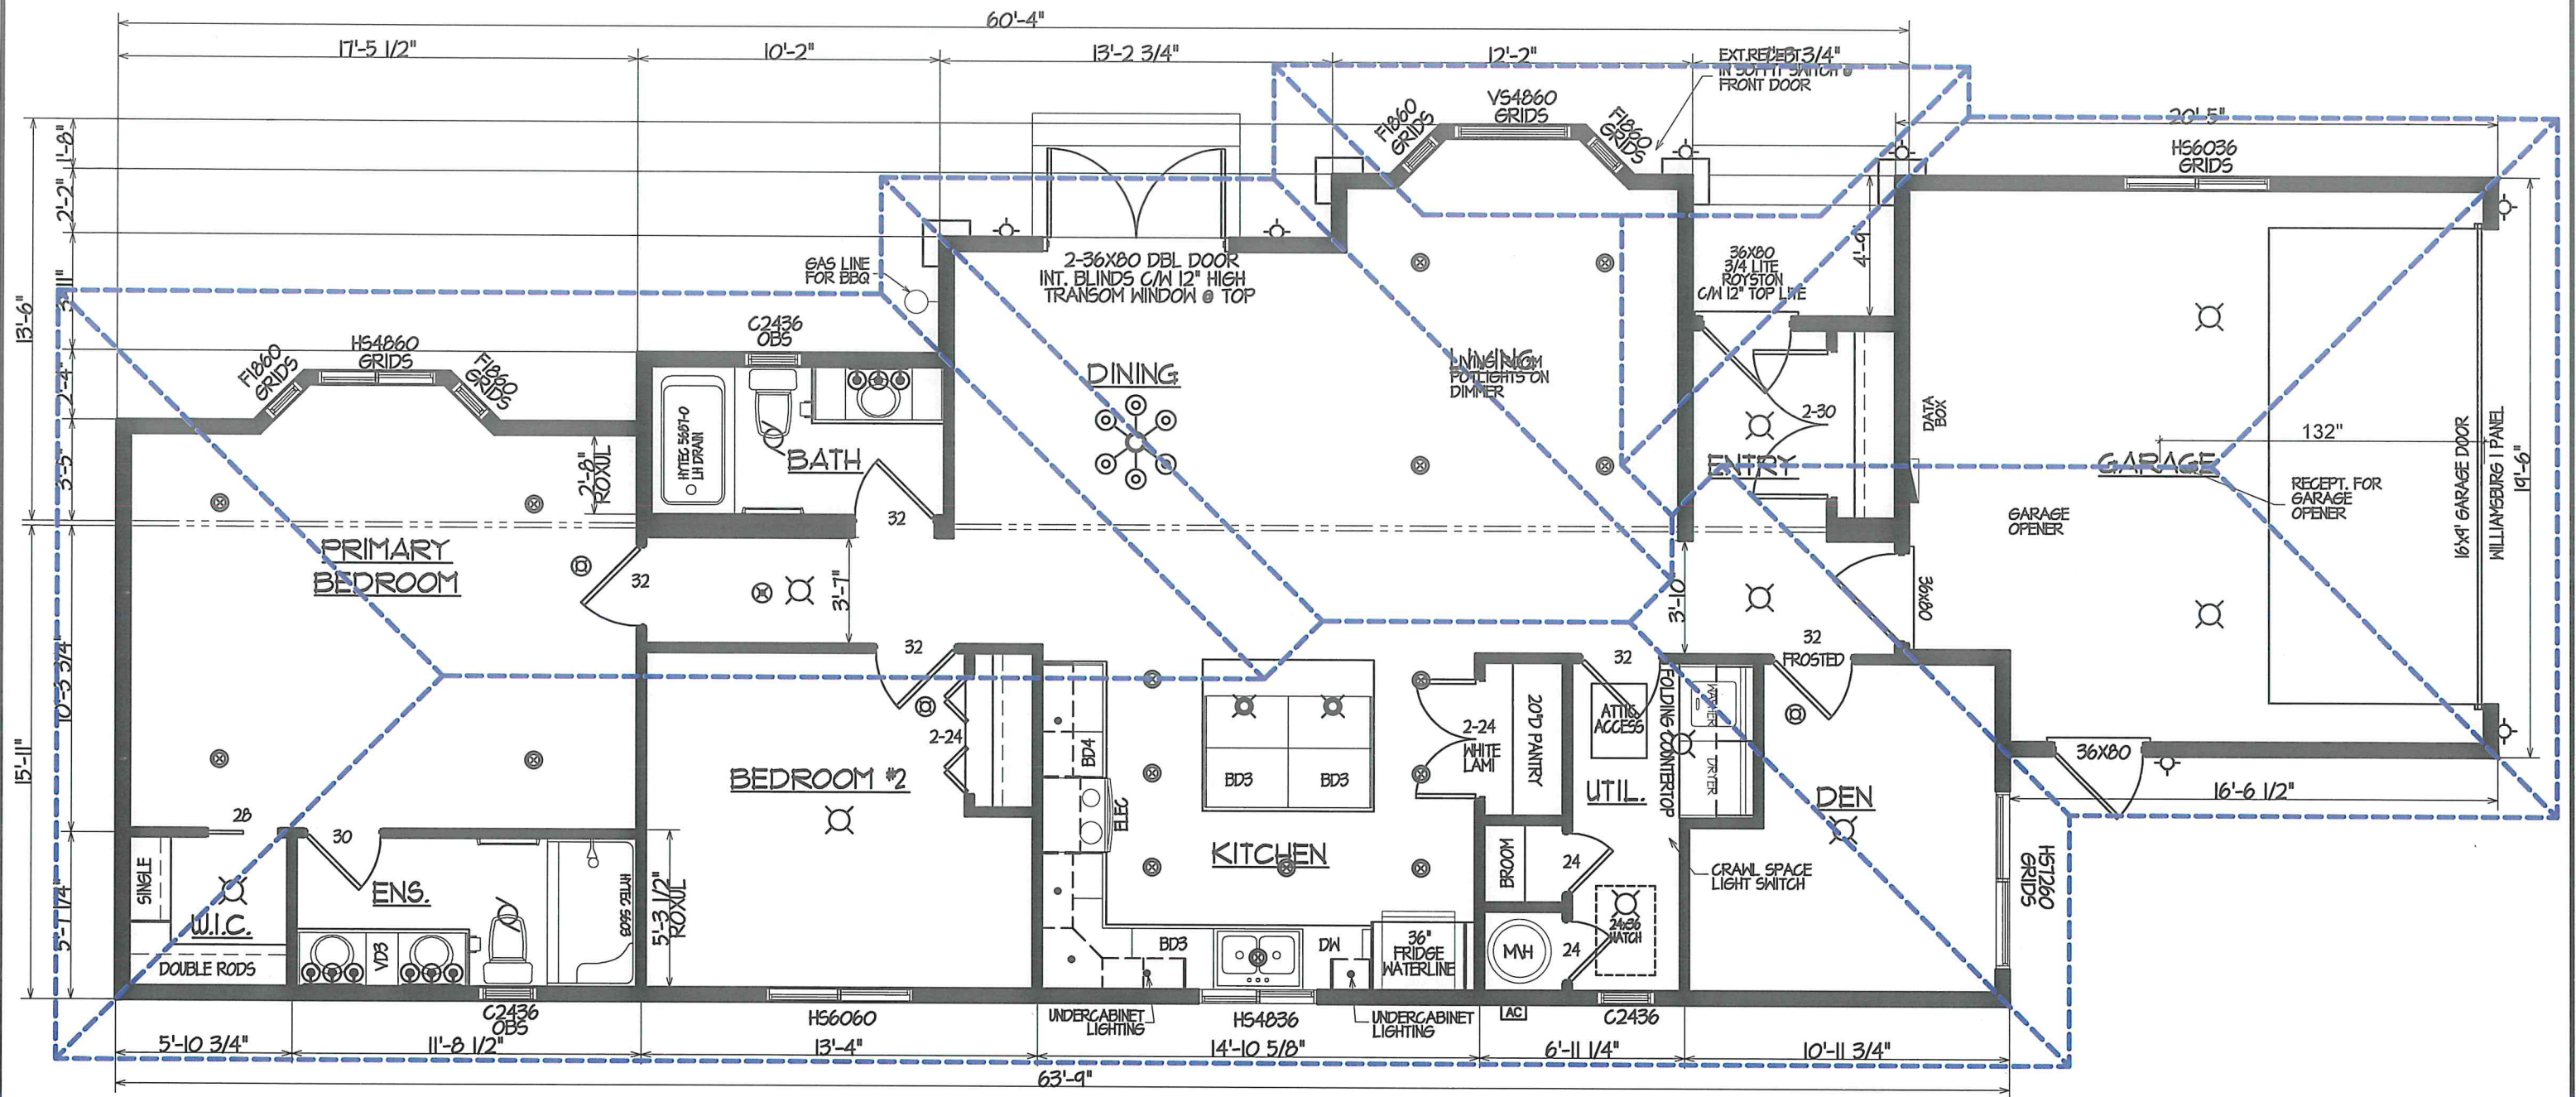 60'-4"
17'-5 1/2"
10'-2"
13'-2 3/4"
12'-2"
EXT.RECEPT
IN SOFFIT SWITCH @
FRONT DOOR
20'-5"
1'-8"
2'-2"
13'-6"
2'-4"
3'-5"
15'-11"
10'-3 3/4"
5'-7 1/4"
F1860
GRIDS
VS4860
GRIDS
F1860
GRIDS
HS6036
GRIDS
GAS LINE
FOR BBQ
2-36X80 DBL DOOR
INT. BLINDS C/W 12" HIGH
TRANSOM WINDOW @ TOP
36X80
3/4 LITE
ROYSTON
C/W 12" TOP LITE
4'-9"
F1860
GRIDS
HS4860
GRIDS
F1860
GRIDS
C2436
OBS
DINING
LIVING ROOM
POTLIGHTS ON
DIMMER
HYTEC 5687-0
LH DRAIN
BATH
2'-8"
ROXUL
32
2-30
ENTRY
DATA
BOX
GARAGE
132"
16'X9' GARAGE DOOR
WILLIAMSBURG 1 PANEL
19'-6"
RECEPT. FOR
GARAGE
OPENER
GARAGE
OPENER
PRIMARY
BEDROOM
32
3'-7"
32
32
32
FROSTED
36x80
BEDROOM #2
2-24
BD4
ELEC
BD3
BD3
2-24
WHITE
LAMI
20"D PANTRY
ATTIC
ACCESS
FOLDING COUNTERTOP
WASHER
DRYER
UTIL.
DEN
36X80
16'-6 1/2"
HS7260
GRIDS
28
30
SINGLE
W.I.C.
DOUBLE RODS
ENS.
VD3
HYTEC 5603
5'-3 1/2"
ROXUL
KITCHEN
BROOM
24
CRAWL SPACE
LIGHT SWITCH
BD3
DW
36"
FRIDGE
WATERLINE
24
24x36
HATCH
C2436
OBS
HS6060
UNDERCABINET
LIGHTING
HS4836
UNDERCABINET
LIGHTING
AC
C2436
5'-10 3/4"
11'-8 1/2"
13'-4"
14'-10 5/8"
6'-11 1/4"
10'-11 3/4"
63'-9"